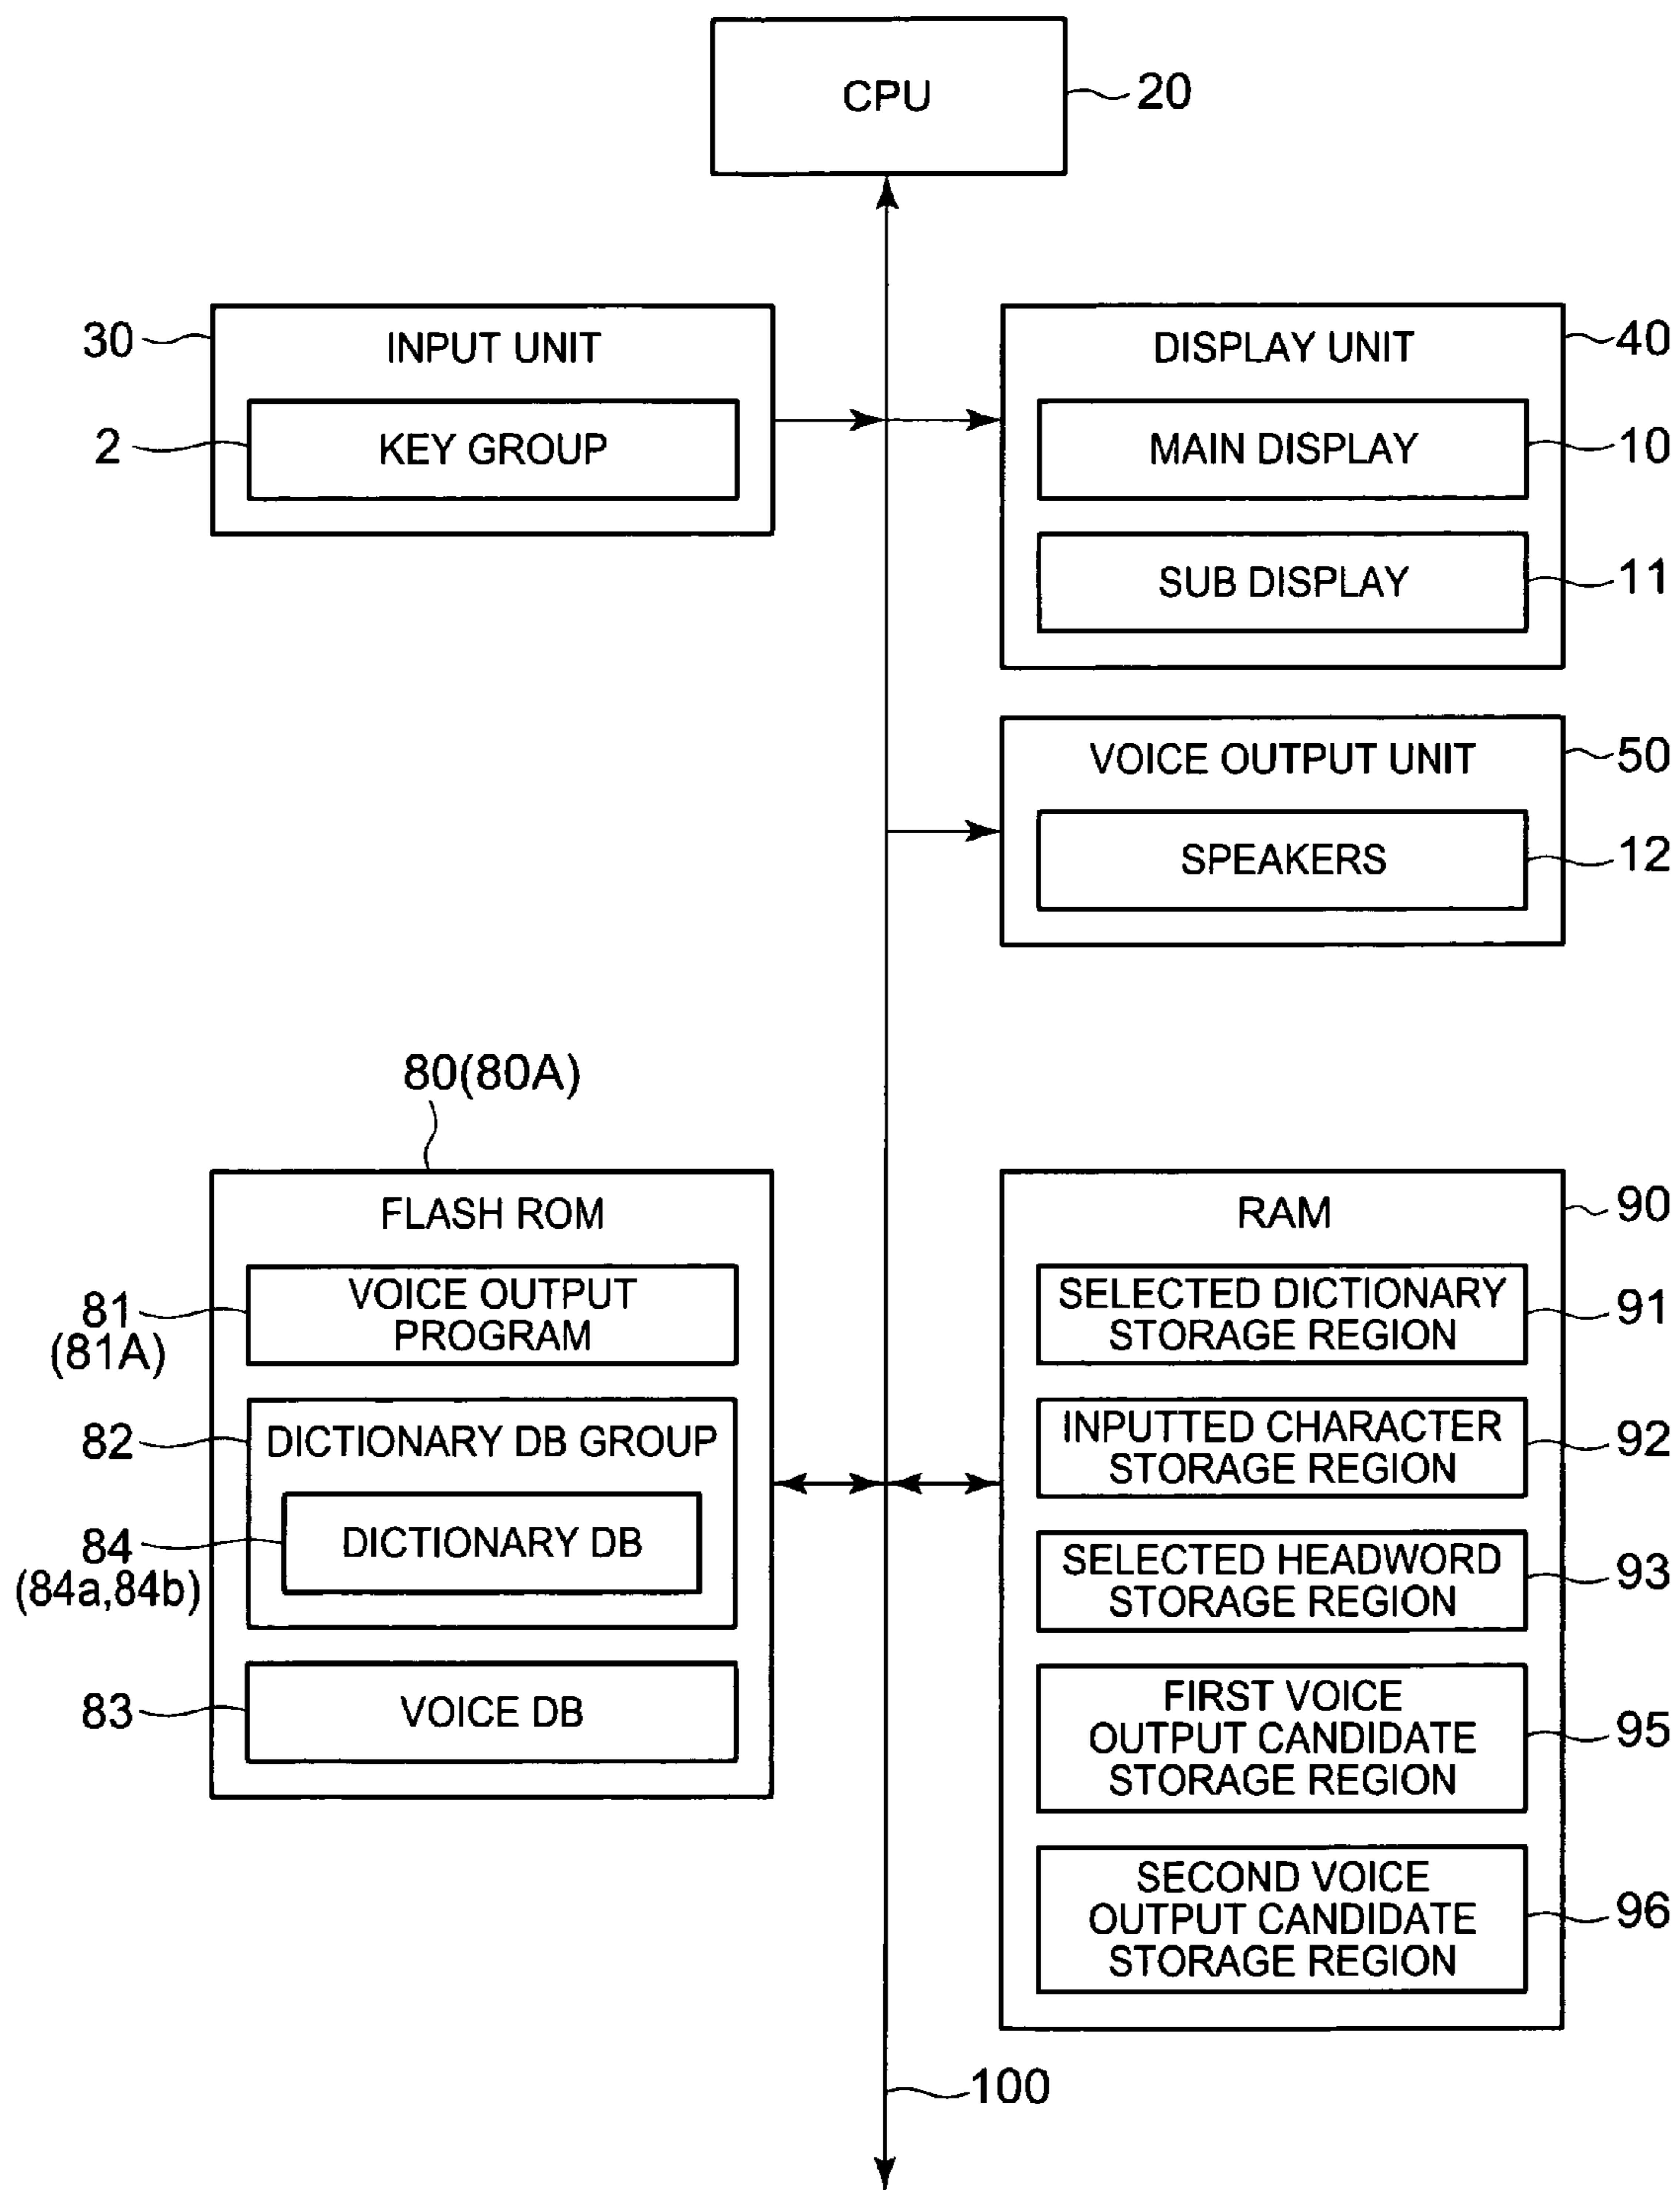 CPU
20
30
INPUT UNIT
2
KEY GROUP
DISPLAY UNIT
40
MAIN DISPLAY
10
SUB DISPLAY
11
VOICE OUTPUT UNIT
50
SPEAKERS
12
80(80A)
FLASH ROM
81
(81A)
VOICE OUTPUT
PROGRAM
82
DICTIONARY DB GROUP
84
(84a,84b)
DICTIONARY DB
83
VOICE DB
RAM
90
SELECTED DICTIONARY
STORAGE REGION
91
INPUTTED CHARACTER
STORAGE REGION
92
SELECTED HEADWORD
STORAGE REGION
93
FIRST VOICE
OUTPUT CANDIDATE
STORAGE REGION
95
SECOND VOICE
OUTPUT CANDIDATE
STORAGE REGION
96
100